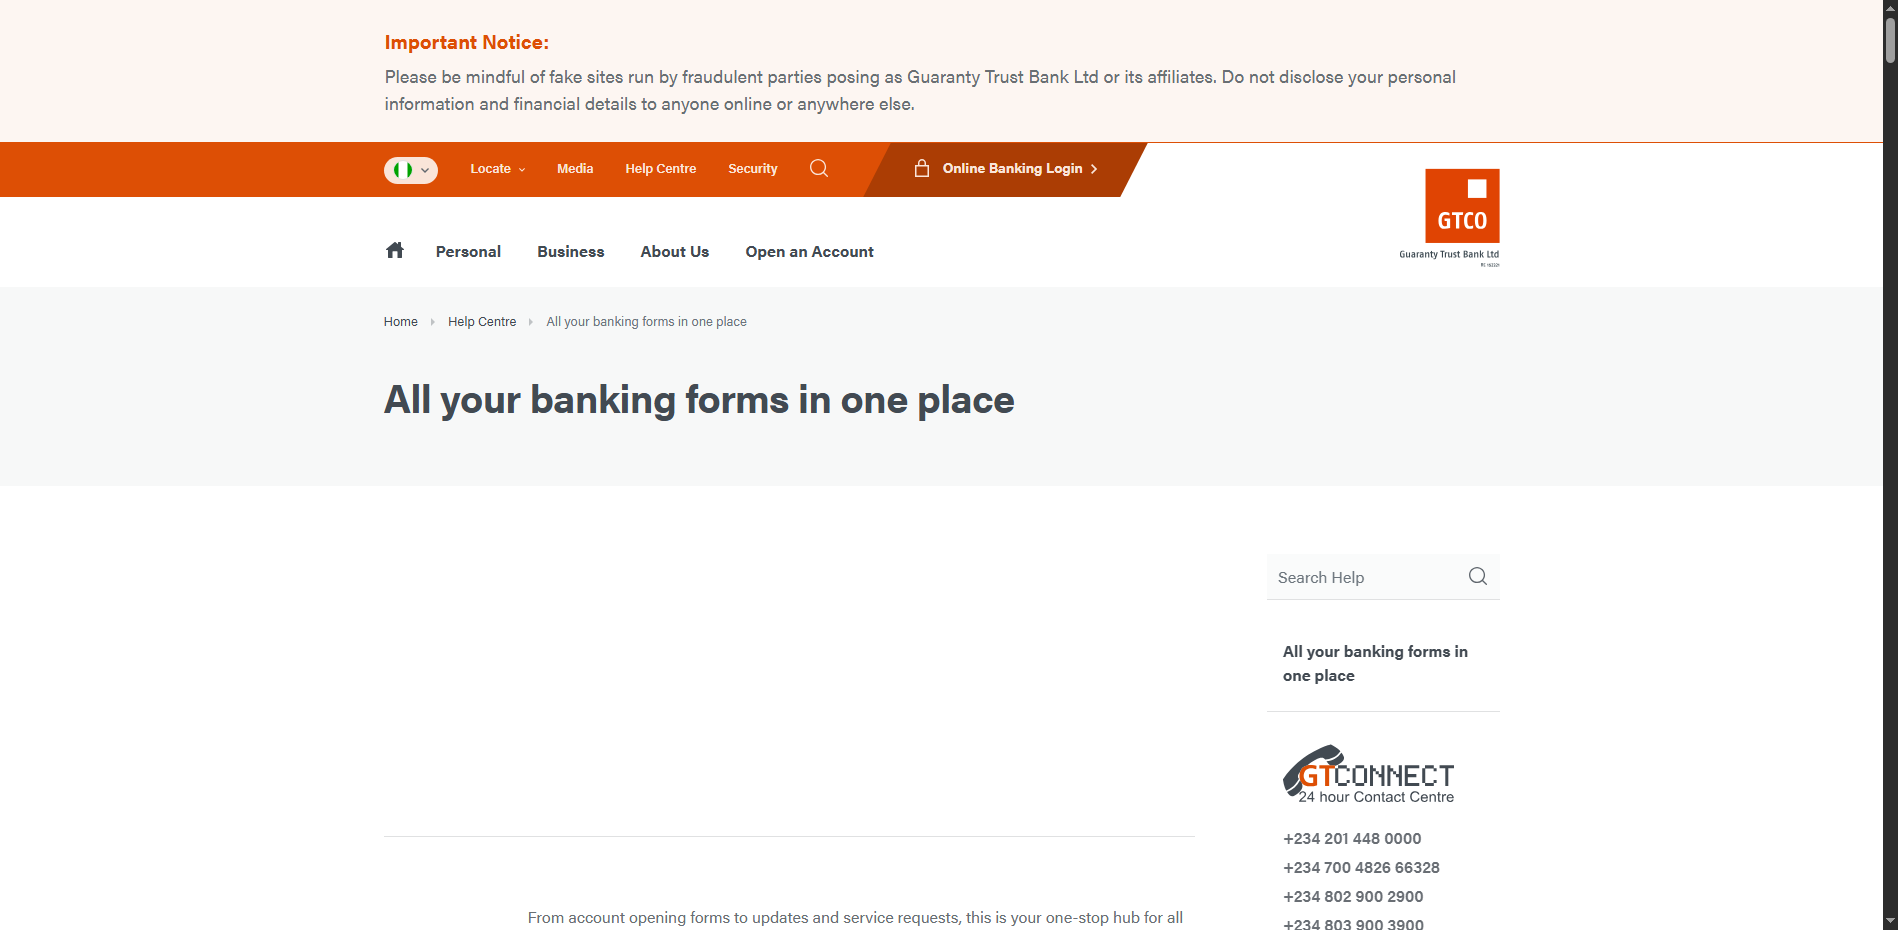 Important Notice:
Please be mindful of fake sites run by fraudulent parties posing as Guaranty Trust Bank Ltd or its affiliates. Do not disclose your personal
information and financial details to anyone online or anywhere else.
Locate
Media
Help Centre
Security
Online Banking Login
GTCO
Guaranty Trust Bank Ltd
Personal
Business
About Us
Open an Account
Home
Help Centre
All your banking forms in one place
All your banking forms in one place
Search Help
All your banking forms in
one place
GTCONNECT
24 hour Contact Centre
+234 201 448 0000
+234 700 4826 66328
+234 802 900 2900
+234 803 900 3900
From account opening forms to updates and service requests, this is your one-stop hub for all